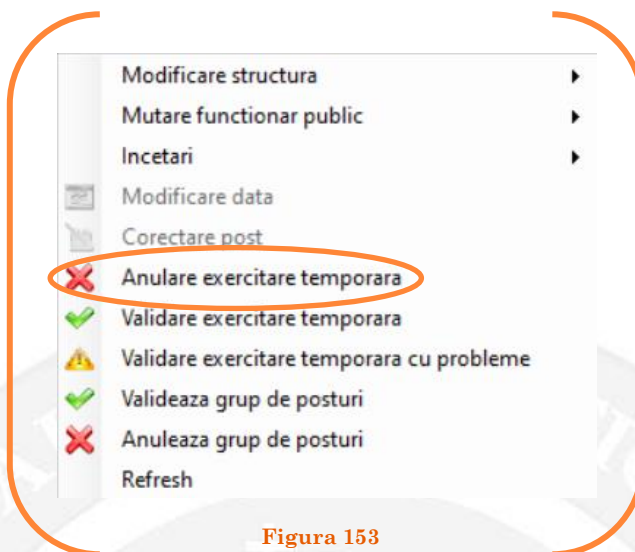 Modificare structura
Mutare functionar public
Incetari
Modificare data
Corectare post
Anulare exercitare temporara
Validare exercitare temporara
Validare exercitare temporara cu probleme
Valideaza grup de posturi
Anuleaza grup de posturi
Refresh
Figura 153